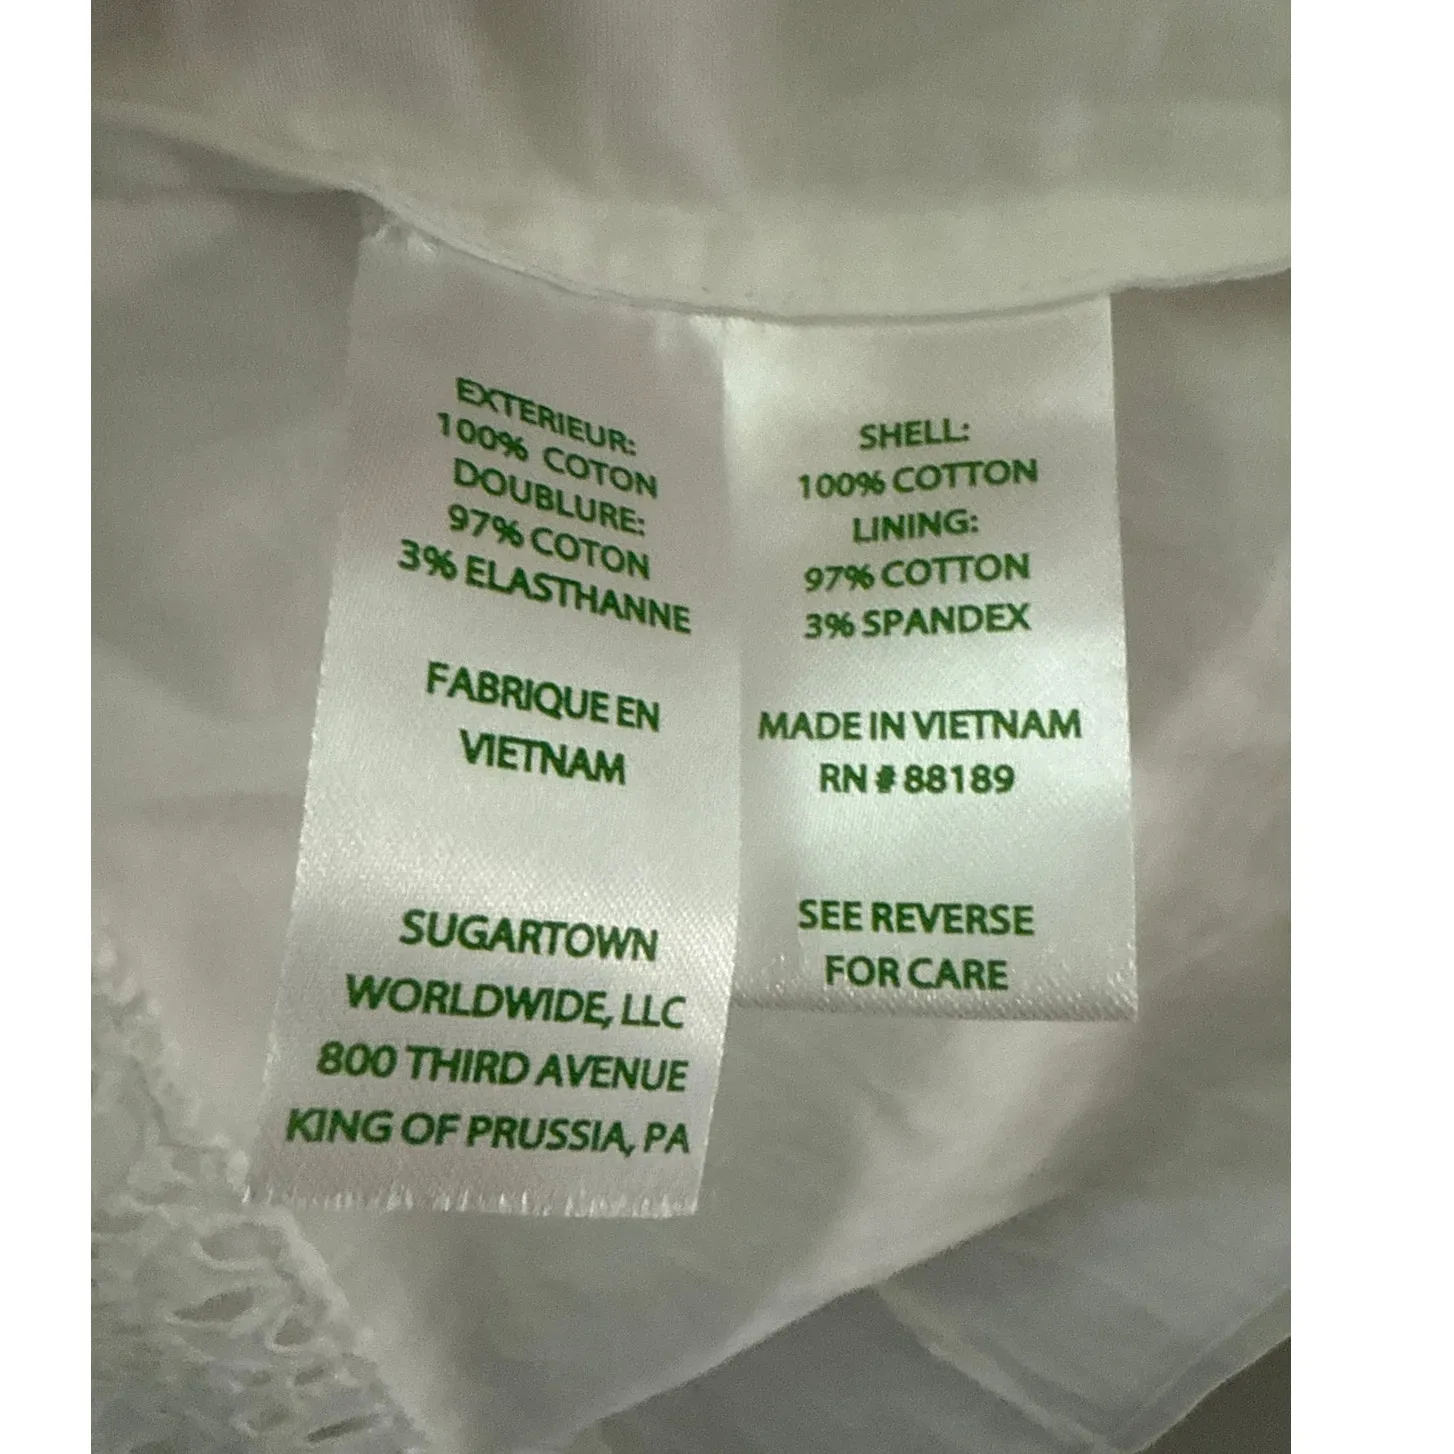 EXTERIEUR:
100% COTON
DOUBLURE:
97% COTON
3% ELASTHANNE
FABRIQUE EN
VIETNAM
SUGARTOWN
WORLDWIDE, LLC
800 THIRD AVENUE
KING OF PRUSSIA, PA
SHELL:
100% COTTON
LINING:
97% COTTON
3% SPANDEX
MADE IN VIETNAM
RN # 88189
SEE REVERSE
FOR CARE